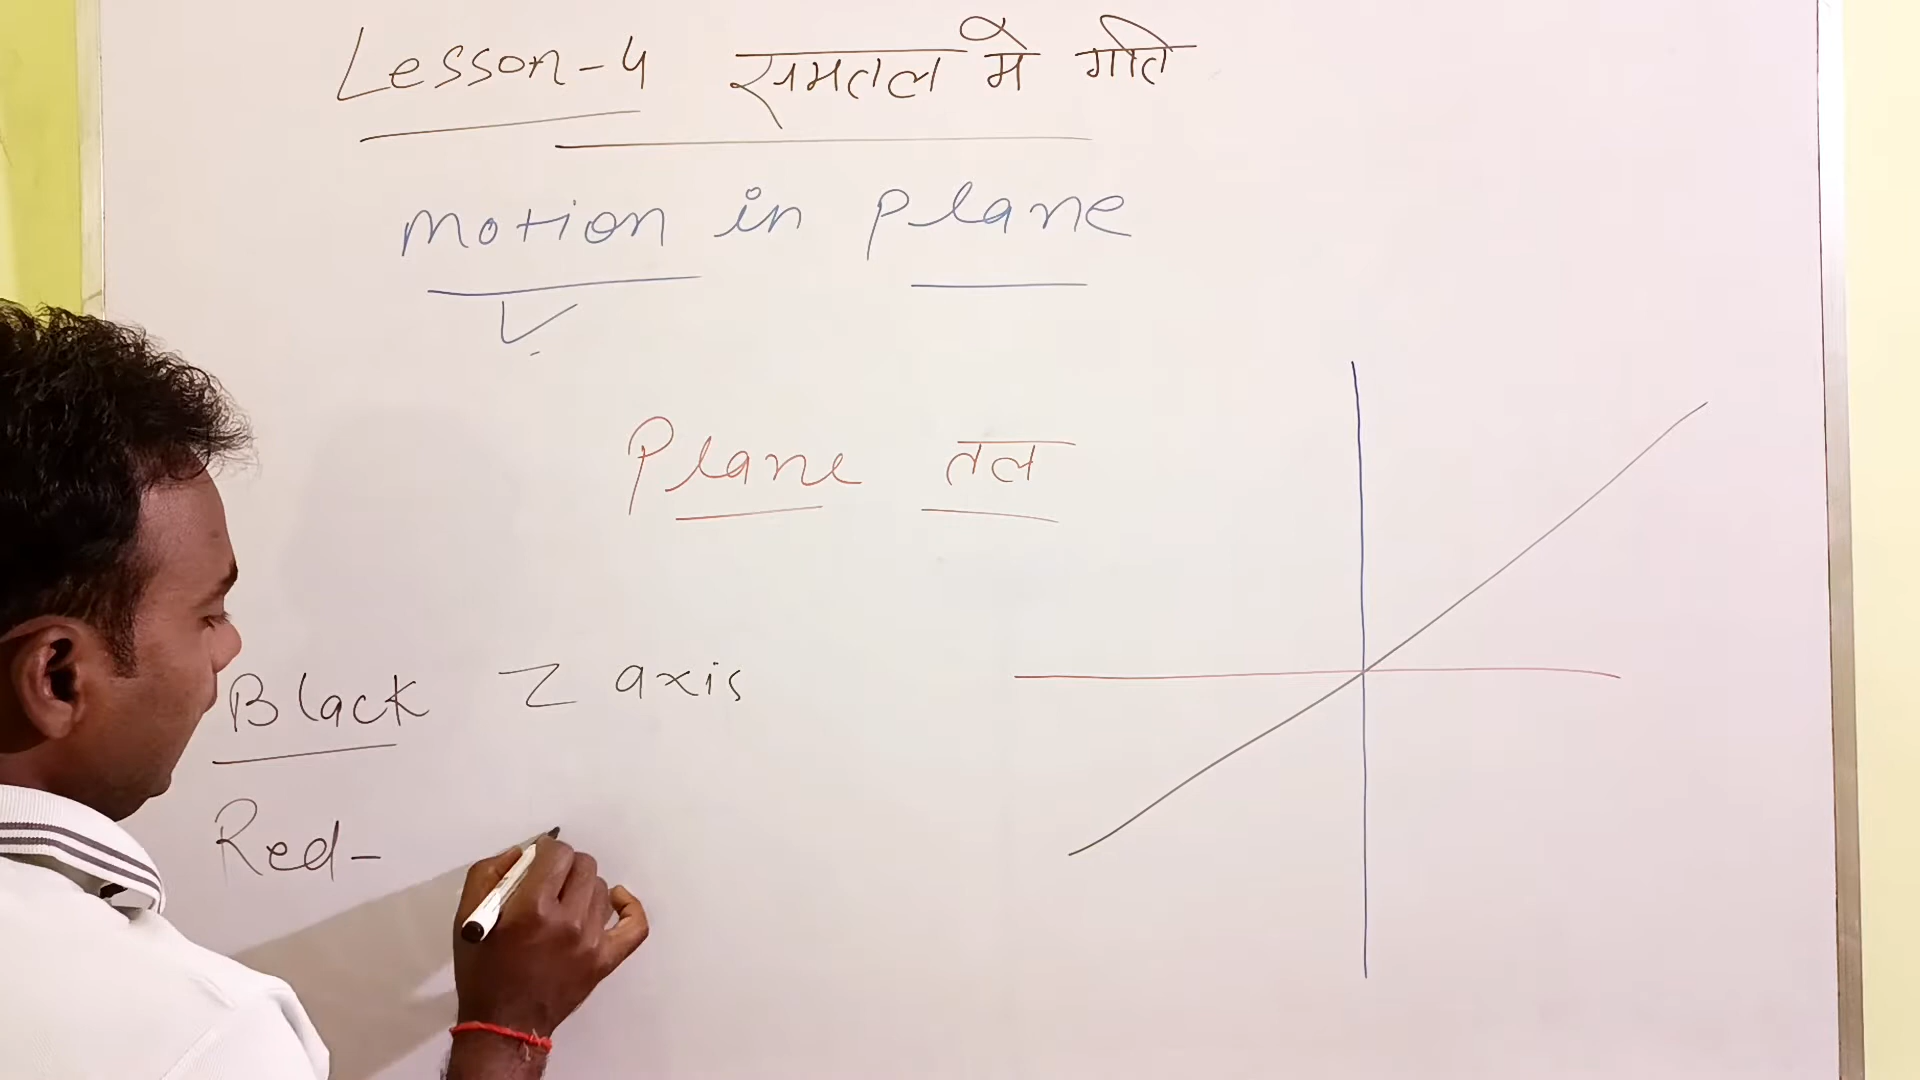 Lesson-4 समतल मे गति
motion in plane
Plane तल
Black Z axis
Red-